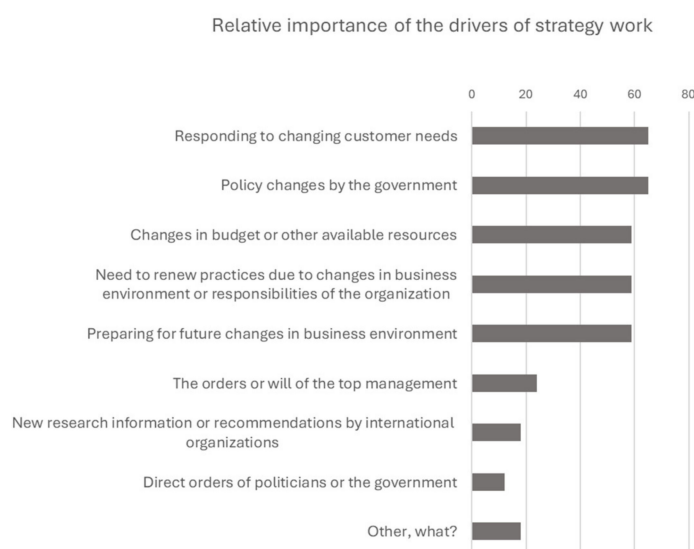 Relative importance of the drivers of strategy work
0 20 40 60 80
Responding to changing customer needs
Policy changes by the government
Changes in budget or other available resources
Need to renew practices due to changes in business
environment or responsibilities of the organization
Preparing for future changes in business environment
The orders or will of the top management
New research information or recommendations by international
organizations
Direct orders of politicians or the government
Other, what?